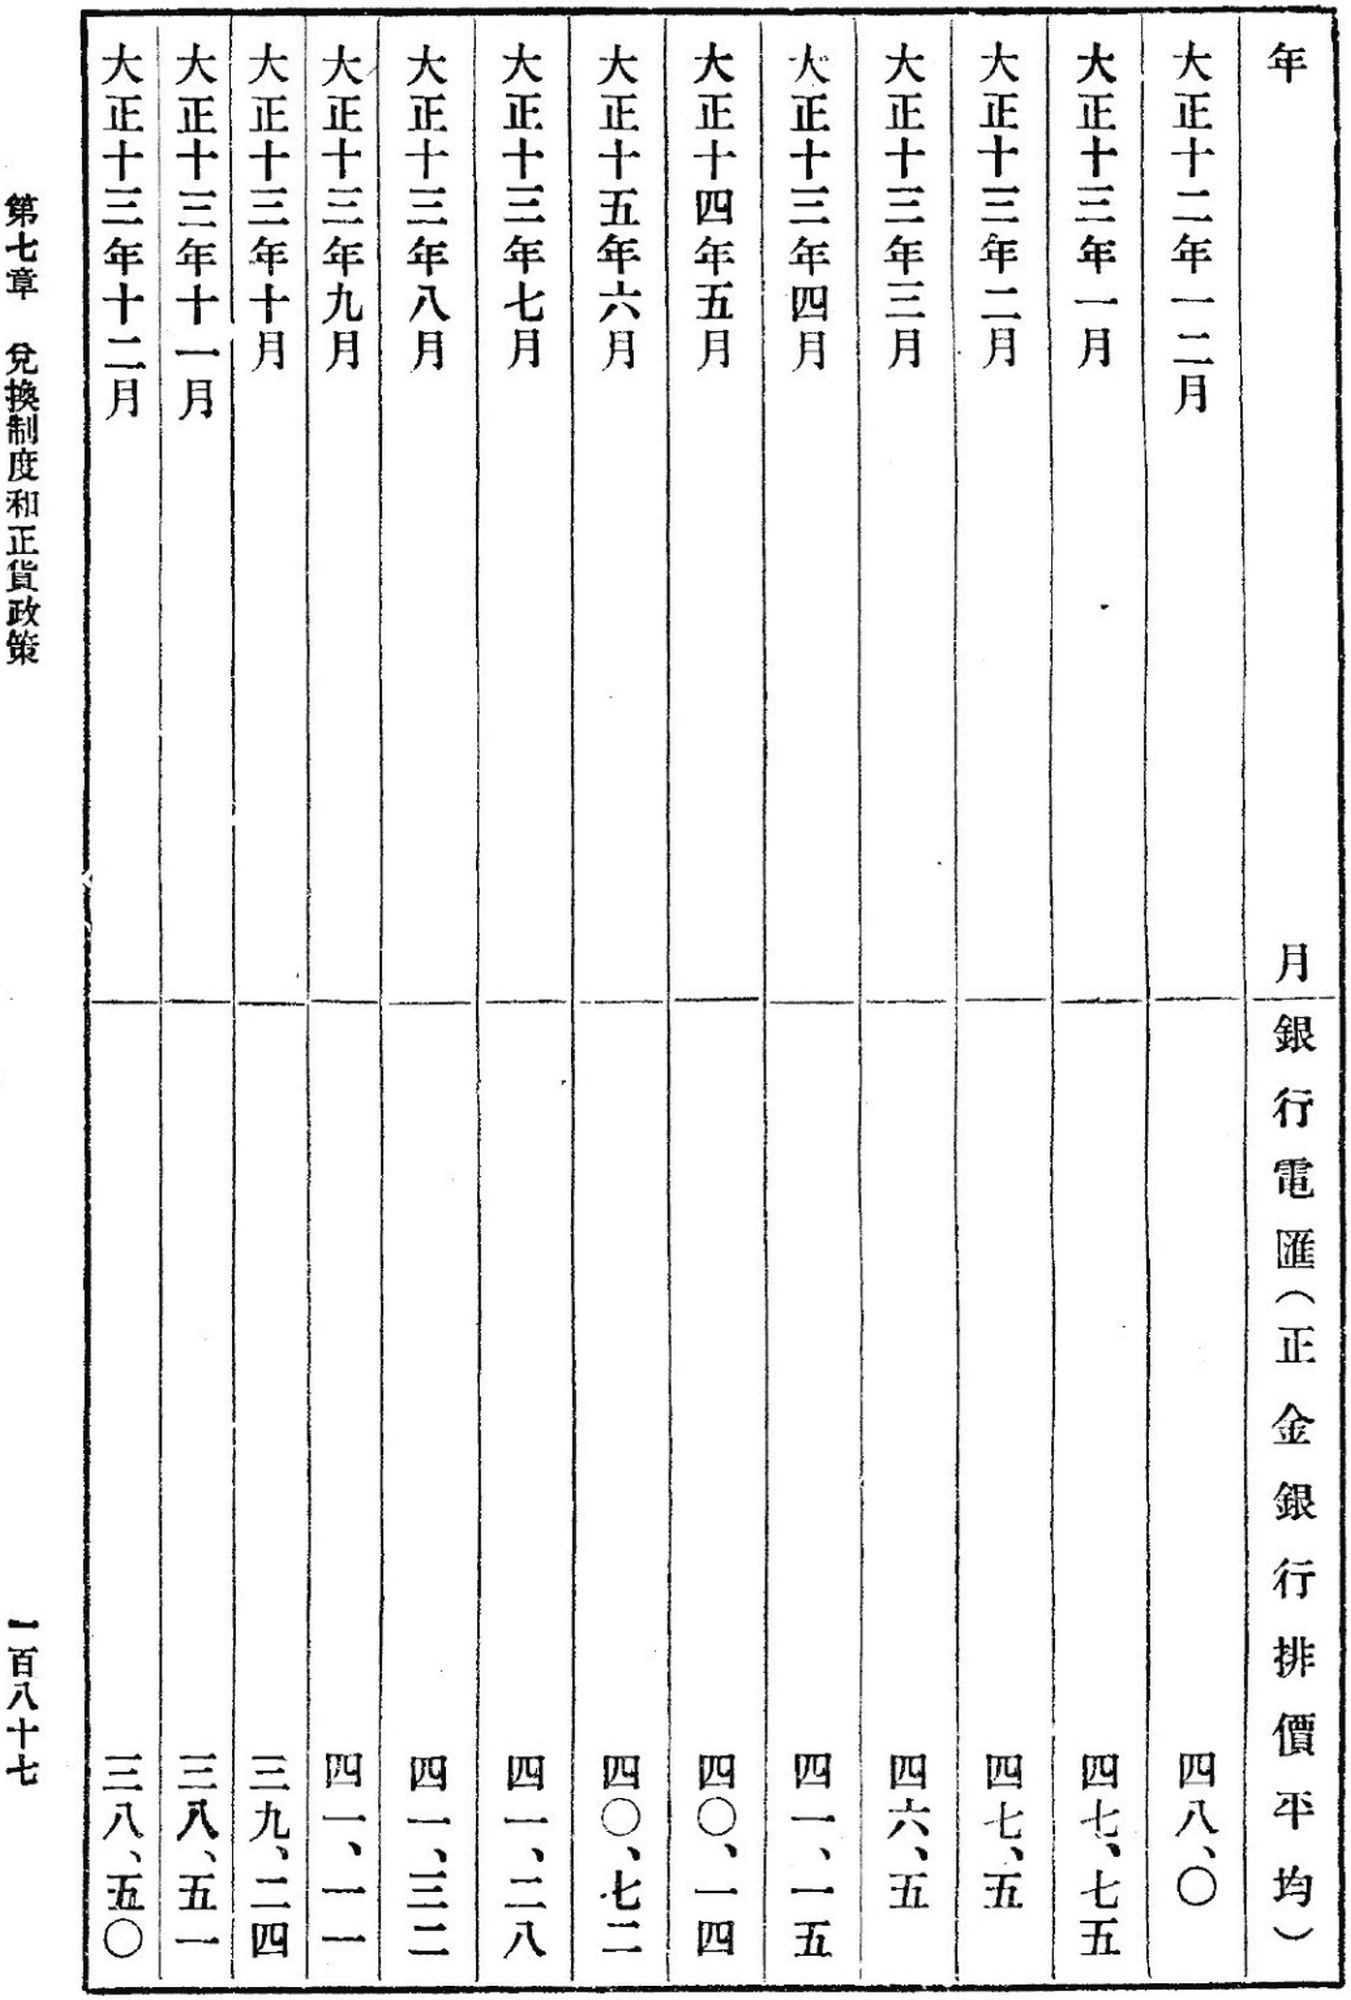 年　月　銀行電匯（正金銀行排價平均）
大正十二年一二月　四八、〇
大正十三年一月　四七、七五
大正十三年二月　四七、五
大正十三年三月　四六、五
大正十三年四月　四一、一五
大正十四年五月　四〇、一四
大正十五年六月　四〇、七二
大正十三年七月　四一、二八
大正十三年八月　四一、三二
大正十三年九月　四一、一一
大正十三年十月　三九、二四
大正十三年十一月　三八、五一
大正十三年十二月　三八、五〇
第七章　兌換制度和正貨政策　一百八十七